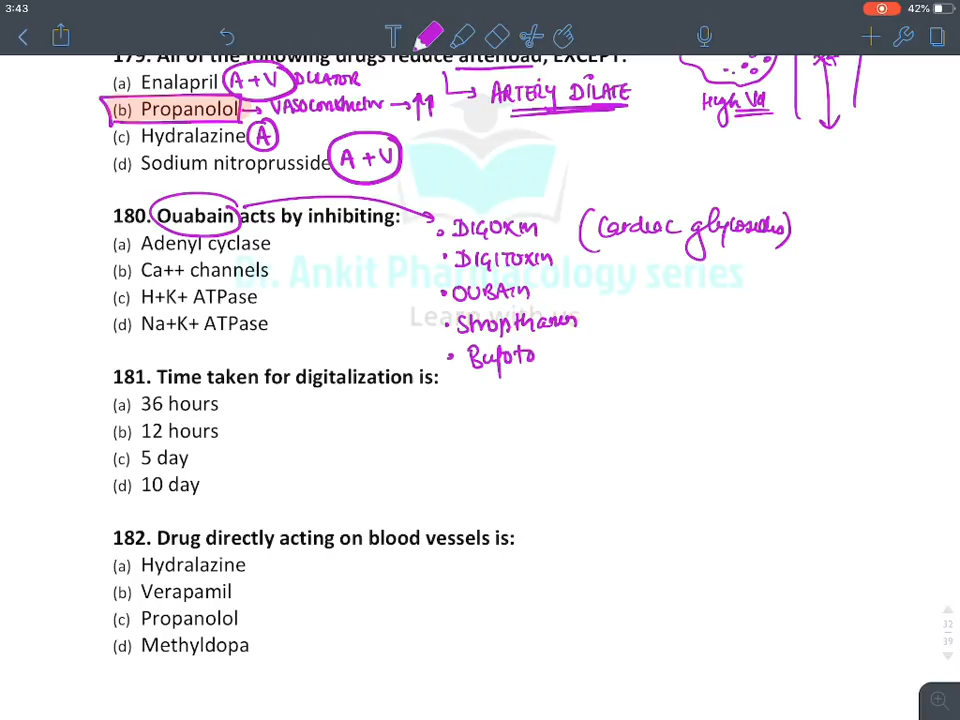 3:43
42%
T
179. All of the following drugs reduce afterload, EXCEPT:
(a) Enalapril A + V DILATOR
(b) Propanolol → VASOCONSTRICTOR → ↑↑
ARTERY DILATE
High Vd
(c) Hydralazine A
(d) Sodium nitroprusside A + V
180. Ouabain acts by inhibiting:
(a) Adenyl cyclase
(b) Ca++ channels
(c) H+K+ ATPase
(d) Na+K+ ATPase
• DIGOXIN (Cardiac glycosides)
• DIGITOXIN
• OUBAIN
• Bufoto
Dr. Ankit Pharmacology series
Learn with us
181. Time taken for digitalization is:
(a) 36 hours
(b) 12 hours
(c) 5 day
(d) 10 day
182. Drug directly acting on blood vessels is:
(a) Hydralazine
(b) Verapamil
(c) Propanolol
(d) Methyldopa
32
39